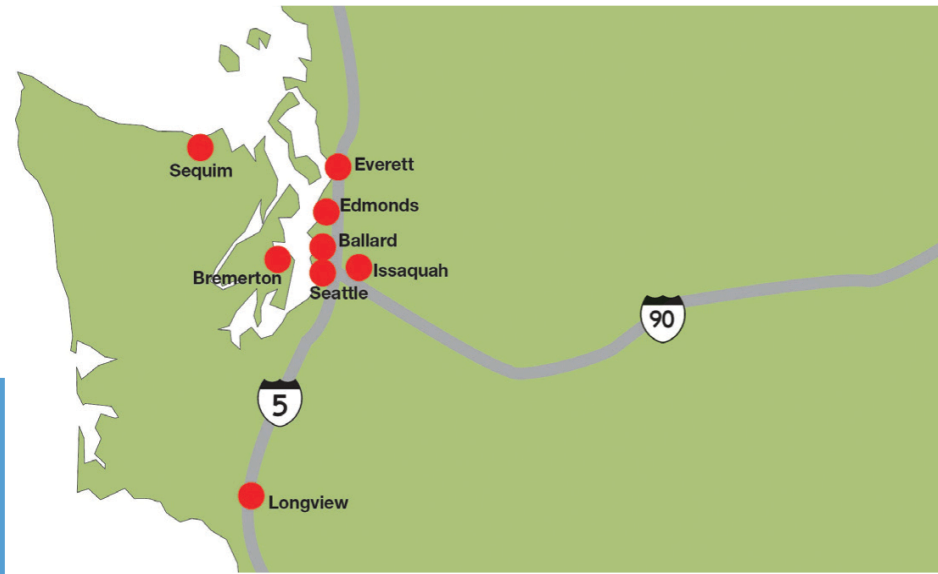 Sequim
Everett
Edmonds
Ballard
Issaquah
Bremerton
Seattle
90
5
Longview